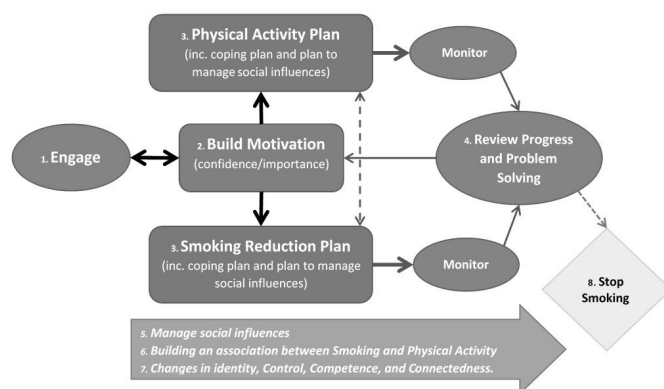 3. Physical Activity Plan
(inc. coping plan and plan to
manage social influences)
Monitor
1. Engage
2. Build Motivation
(confidence/importance)
4. Review Progress
and Problem
Solving
3. Smoking Reduction Plan
(inc. coping plan and plan to manage
social influences)
Monitor
8. Stop
Smoking
5. Manage social influences
6. Building an association between Smoking and Physical Activity
7. Changes in identity, Control, Competence, and Connectedness.